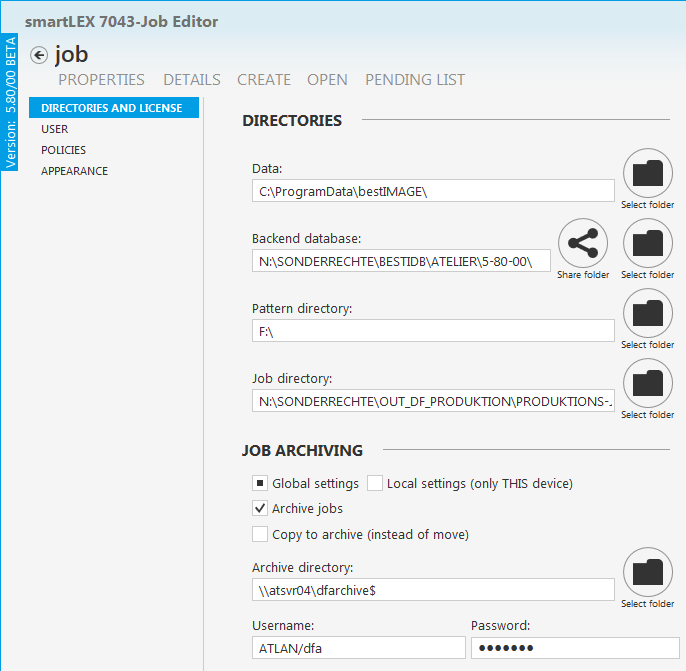 smartLEX 7043-Job Editor
Version: 5.80/00 BETA
job
PROPERTIES DETAILS CREATE OPEN PENDING LIST
DIRECTORIES AND LICENSE
USER
POLICIES
APPEARANCE
DIRECTORIES
Data:
C:\ProgramData\bestIMAGE\
Select folder
Backend database:
N:\SONDERRECHTE\BESTIDB\ATELIER\5-80-00\
Share folder
Select folder
Pattern directory:
F:\
Select folder
Job directory:
N:\SONDERRECHTE\OUT_DF_PRODUKTION\PRODUKTIONS-..
Select folder
JOB ARCHIVING
Global settings Local settings (only THIS device)
Archive jobs
Copy to archive (instead of move)
Archive directory:
\\atsvr04\dfarchive$
Select folder
Username: Password:
ATLAN/dfa •••••••